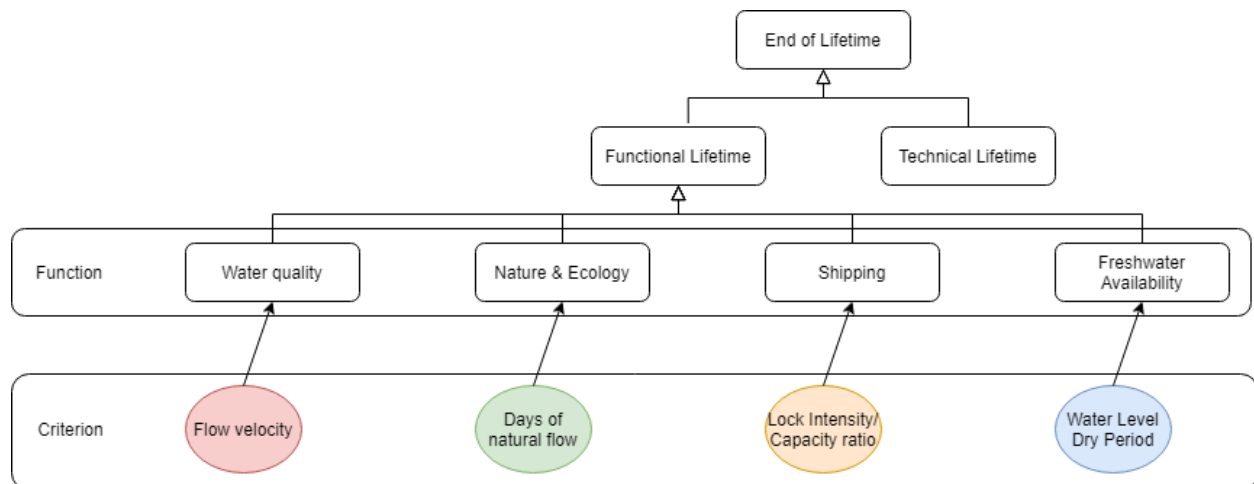 End of Lifetime
Functional Lifetime
Technical Lifetime
Function
Water quality
Nature & Ecology
Shipping
Freshwater
Availability
Criterion
Flow velocity
Days of
natural flow
Lock Intensity/
Capacity ratio
Water Level
Dry Period